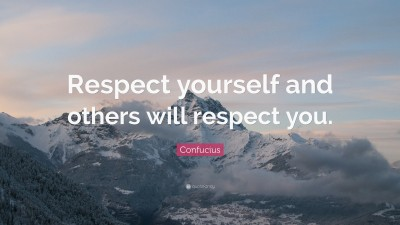 Respect yourself and
others will respect you.
Confucius